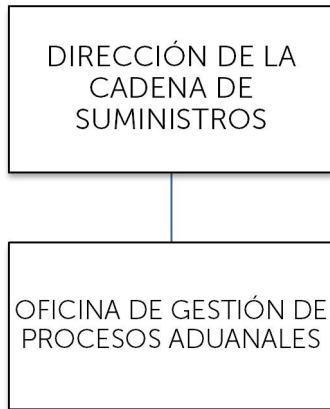 DIRECCIÓN DE LA
CADENA DE
SUMINISTROS
OFICINA DE GESTIÓN DE
PROCESOS ADUANALES